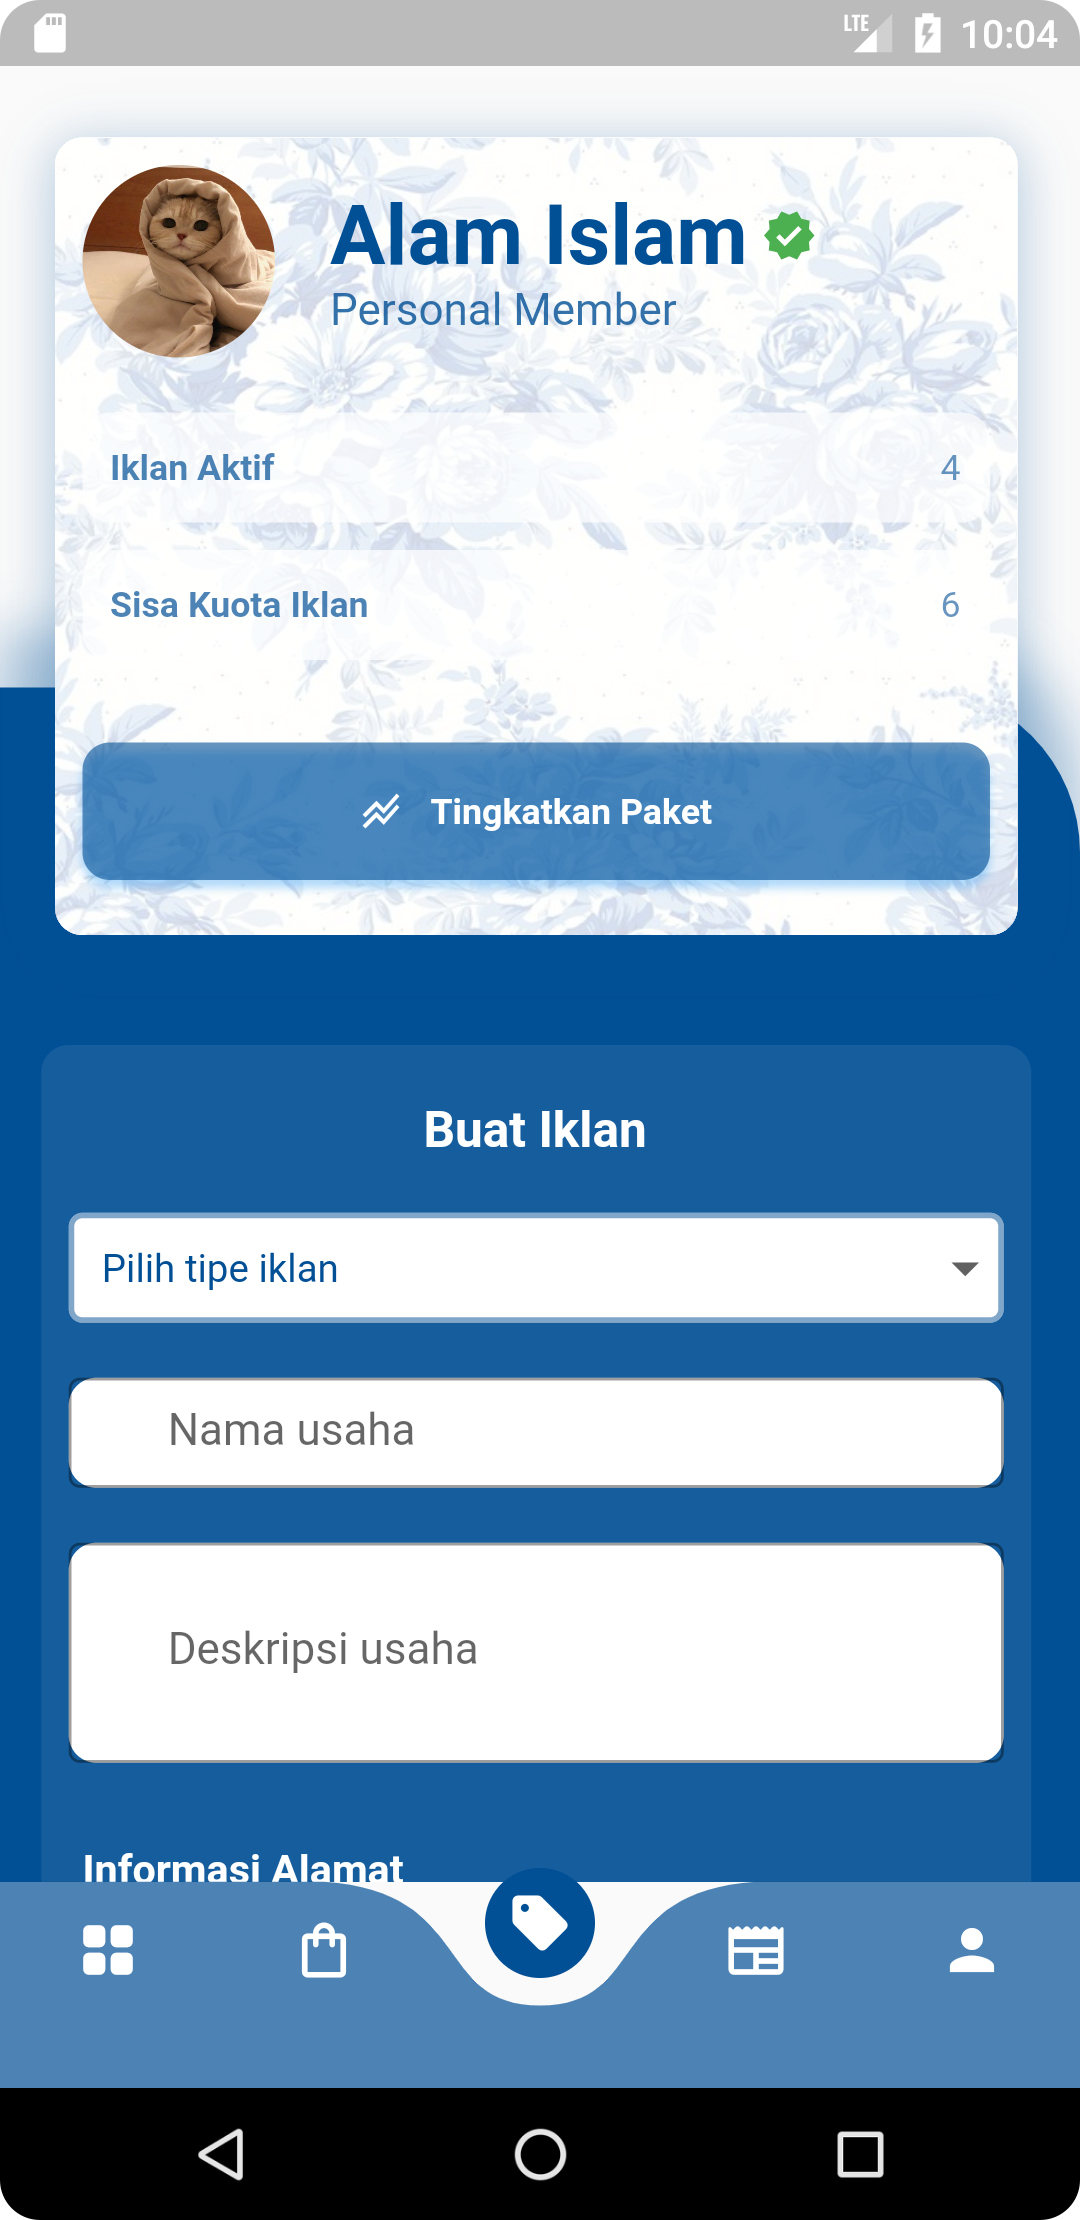 LTE 10:04
Alam Islam
Personal Member
Iklan Aktif 4
Sisa Kuota Iklan 6
Tingkatkan Paket
Buat Iklan
Pilih tipe iklan
Nama usaha
Deskripsi usaha
Informasi Alamat